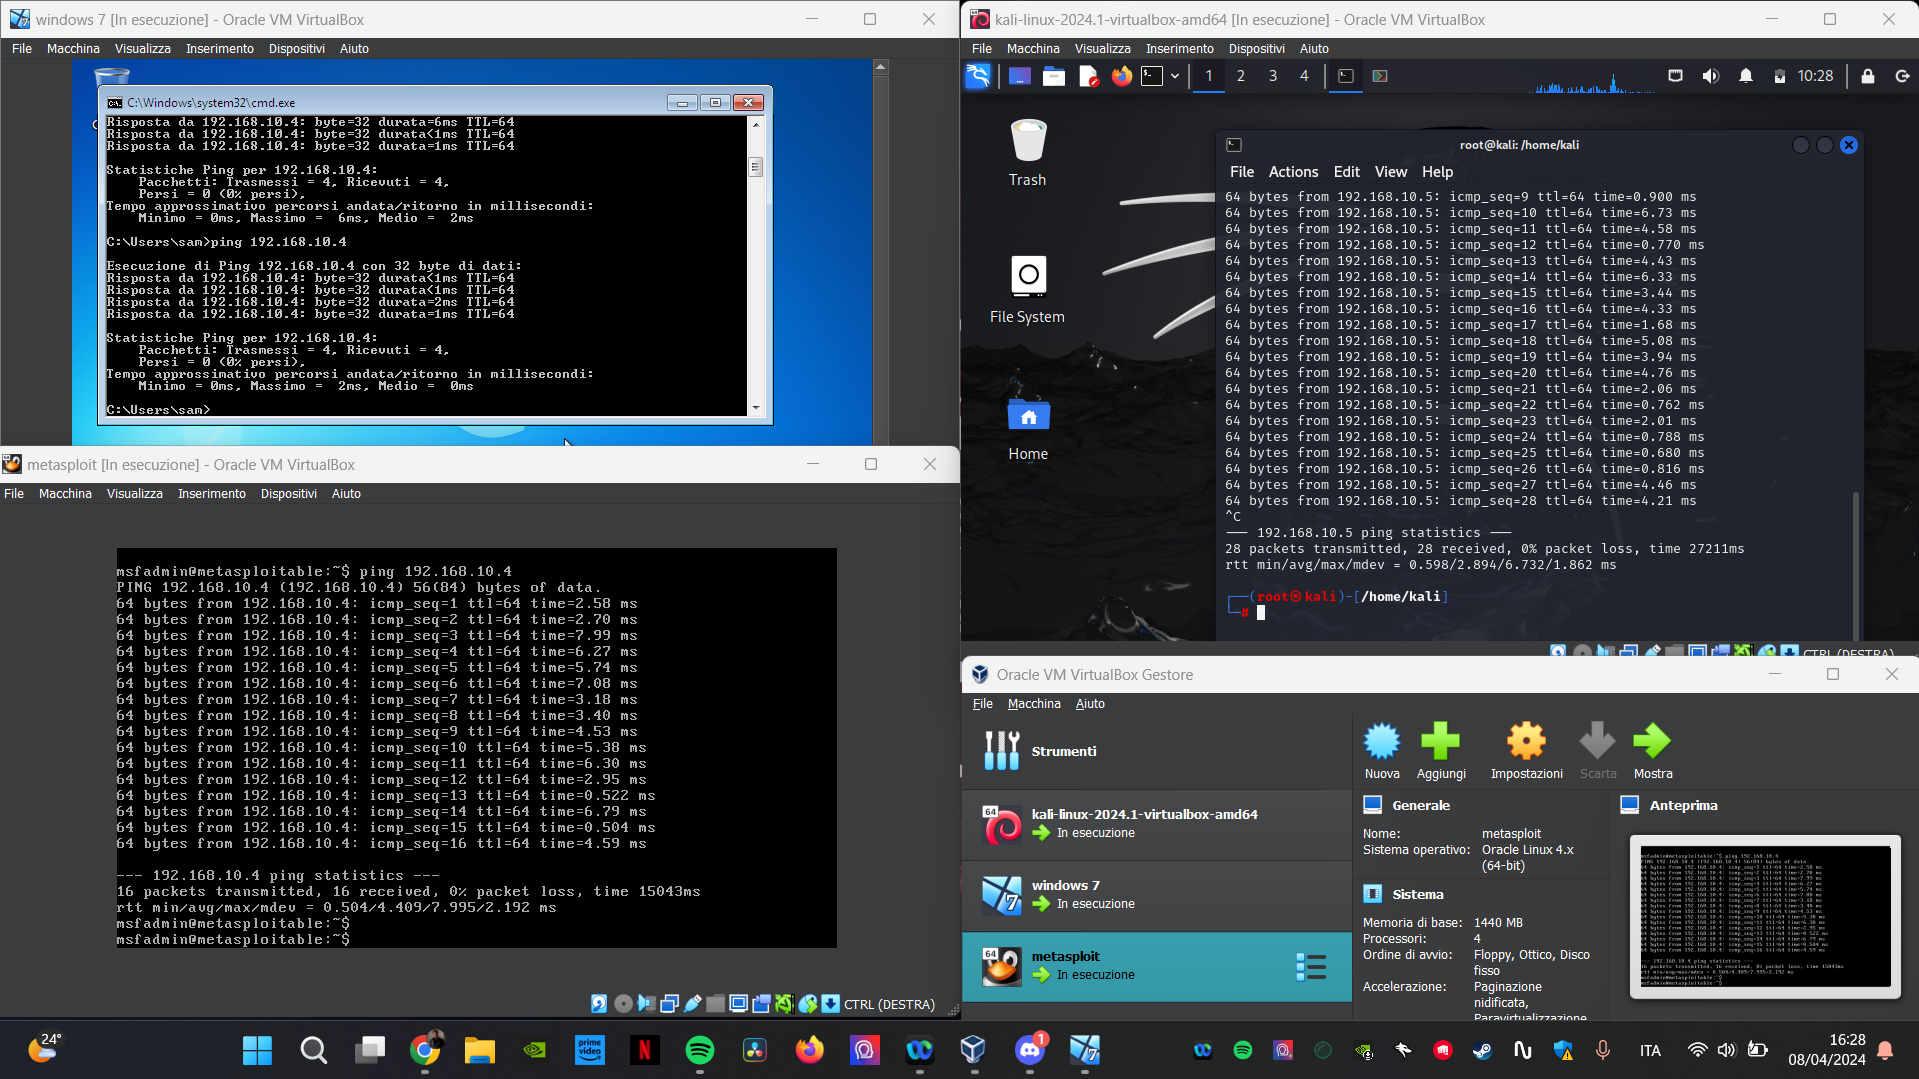 windows 7 [In esecuzione] - Oracle VM VirtualBox
File Macchina Visualizza Inserimento Dispositivi Aiuto
C:\Windows\system32\cmd.exe
Risposta da 192.168.10.4: byte=32 durata=6ms TTL=64
Risposta da 192.168.10.4: byte=32 durata<1ms TTL=64
Risposta da 192.168.10.4: byte=32 durata=1ms TTL=64
Statistiche Ping per 192.168.10.4:
Pacchetti: Trasmessi = 4, Ricevuti = 4,
Persi = 0 (0% persi),
Tempo approssimativo percorsi andata/ritorno in millisecondi:
Minimo = 0ms, Massimo =  6ms, Medio =  2ms
C:\Users\sam>ping 192.168.10.4
Esecuzione di Ping 192.168.10.4 con 32 byte di dati:
Risposta da 192.168.10.4: byte=32 durata<1ms TTL=64
Risposta da 192.168.10.4: byte=32 durata<1ms TTL=64
Risposta da 192.168.10.4: byte=32 durata=2ms TTL=64
Risposta da 192.168.10.4: byte=32 durata=1ms TTL=64
Statistiche Ping per 192.168.10.4:
Pacchetti: Trasmessi = 4, Ricevuti = 4,
Persi = 0 (0% persi),
Tempo approssimativo percorsi andata/ritorno in millisecondi:
Minimo = 0ms, Massimo =  2ms, Medio =  0ms
C:\Users\sam>
kali-linux-2024.1-virtualbox-amd64 [In esecuzione] - Oracle VM VirtualBox
File Macchina Visualizza Inserimento Dispositivi Aiuto
1 2 3 4 10:28
Trash
File System
Home
root@kali: /home/kali
File Actions Edit View Help
64 bytes from 192.168.10.5: icmp_seq=9 ttl=64 time=0.900 ms
64 bytes from 192.168.10.5: icmp_seq=10 ttl=64 time=6.73 ms
64 bytes from 192.168.10.5: icmp_seq=11 ttl=64 time=4.58 ms
64 bytes from 192.168.10.5: icmp_seq=12 ttl=64 time=0.770 ms
64 bytes from 192.168.10.5: icmp_seq=13 ttl=64 time=4.43 ms
64 bytes from 192.168.10.5: icmp_seq=14 ttl=64 time=6.33 ms
64 bytes from 192.168.10.5: icmp_seq=15 ttl=64 time=3.44 ms
64 bytes from 192.168.10.5: icmp_seq=16 ttl=64 time=4.33 ms
64 bytes from 192.168.10.5: icmp_seq=17 ttl=64 time=1.68 ms
64 bytes from 192.168.10.5: icmp_seq=18 ttl=64 time=5.08 ms
64 bytes from 192.168.10.5: icmp_seq=19 ttl=64 time=3.94 ms
64 bytes from 192.168.10.5: icmp_seq=20 ttl=64 time=4.76 ms
64 bytes from 192.168.10.5: icmp_seq=21 ttl=64 time=2.06 ms
64 bytes from 192.168.10.5: icmp_seq=22 ttl=64 time=0.762 ms
64 bytes from 192.168.10.5: icmp_seq=23 ttl=64 time=2.01 ms
64 bytes from 192.168.10.5: icmp_seq=24 ttl=64 time=0.788 ms
64 bytes from 192.168.10.5: icmp_seq=25 ttl=64 time=0.680 ms
64 bytes from 192.168.10.5: icmp_seq=26 ttl=64 time=0.816 ms
64 bytes from 192.168.10.5: icmp_seq=27 ttl=64 time=4.46 ms
64 bytes from 192.168.10.5: icmp_seq=28 ttl=64 time=4.21 ms
^C
--- 192.168.10.5 ping statistics ---
28 packets transmitted, 28 received, 0% packet loss, time 27211ms
rtt min/avg/max/mdev = 0.598/2.894/6.732/1.862 ms
┌──(root㉿kali)-[/home/kali]
└─#
CTRL (DESTRA)
metasploit [In esecuzione] - Oracle VM VirtualBox
File Macchina Visualizza Inserimento Dispositivi Aiuto
msfadmin@metasploitable:~$ ping 192.168.10.4
PING 192.168.10.4 (192.168.10.4) 56(84) bytes of data.
64 bytes from 192.168.10.4: icmp_seq=1 ttl=64 time=2.58 ms
64 bytes from 192.168.10.4: icmp_seq=2 ttl=64 time=2.70 ms
64 bytes from 192.168.10.4: icmp_seq=3 ttl=64 time=7.99 ms
64 bytes from 192.168.10.4: icmp_seq=4 ttl=64 time=6.27 ms
64 bytes from 192.168.10.4: icmp_seq=5 ttl=64 time=5.74 ms
64 bytes from 192.168.10.4: icmp_seq=6 ttl=64 time=7.08 ms
64 bytes from 192.168.10.4: icmp_seq=7 ttl=64 time=3.18 ms
64 bytes from 192.168.10.4: icmp_seq=8 ttl=64 time=3.40 ms
64 bytes from 192.168.10.4: icmp_seq=9 ttl=64 time=4.53 ms
64 bytes from 192.168.10.4: icmp_seq=10 ttl=64 time=5.38 ms
64 bytes from 192.168.10.4: icmp_seq=11 ttl=64 time=6.30 ms
64 bytes from 192.168.10.4: icmp_seq=12 ttl=64 time=2.95 ms
64 bytes from 192.168.10.4: icmp_seq=13 ttl=64 time=0.522 ms
64 bytes from 192.168.10.4: icmp_seq=14 ttl=64 time=6.79 ms
64 bytes from 192.168.10.4: icmp_seq=15 ttl=64 time=0.504 ms
64 bytes from 192.168.10.4: icmp_seq=16 ttl=64 time=4.59 ms
--- 192.168.10.4 ping statistics ---
16 packets transmitted, 16 received, 0% packet loss, time 15043ms
rtt min/avg/max/mdev = 0.504/4.409/7.995/2.192 ms
msfadmin@metasploitable:~$
msfadmin@metasploitable:~$
CTRL (DESTRA)
Oracle VM VirtualBox Gestore
File Macchina Aiuto
Strumenti
64
kali-linux-2024.1-virtualbox-amd64
In esecuzione
windows 7
In esecuzione
64
metasploit
In esecuzione
Nuova Aggiungi Impostazioni Scarta Mostra
Generale
Nome: metasploit
Sistema operativo: Oracle Linux 4.x
(64-bit)
Sistema
Memoria di base: 1440 MB
Processori: 4
Ordine di avvio: Floppy, Ottico, Disco
fisso
Accelerazione: Paginazione
nidificata,
Paravirtualizzazione
Anteprima
24°
prime video
N
1
ITA
16:28
08/04/2024